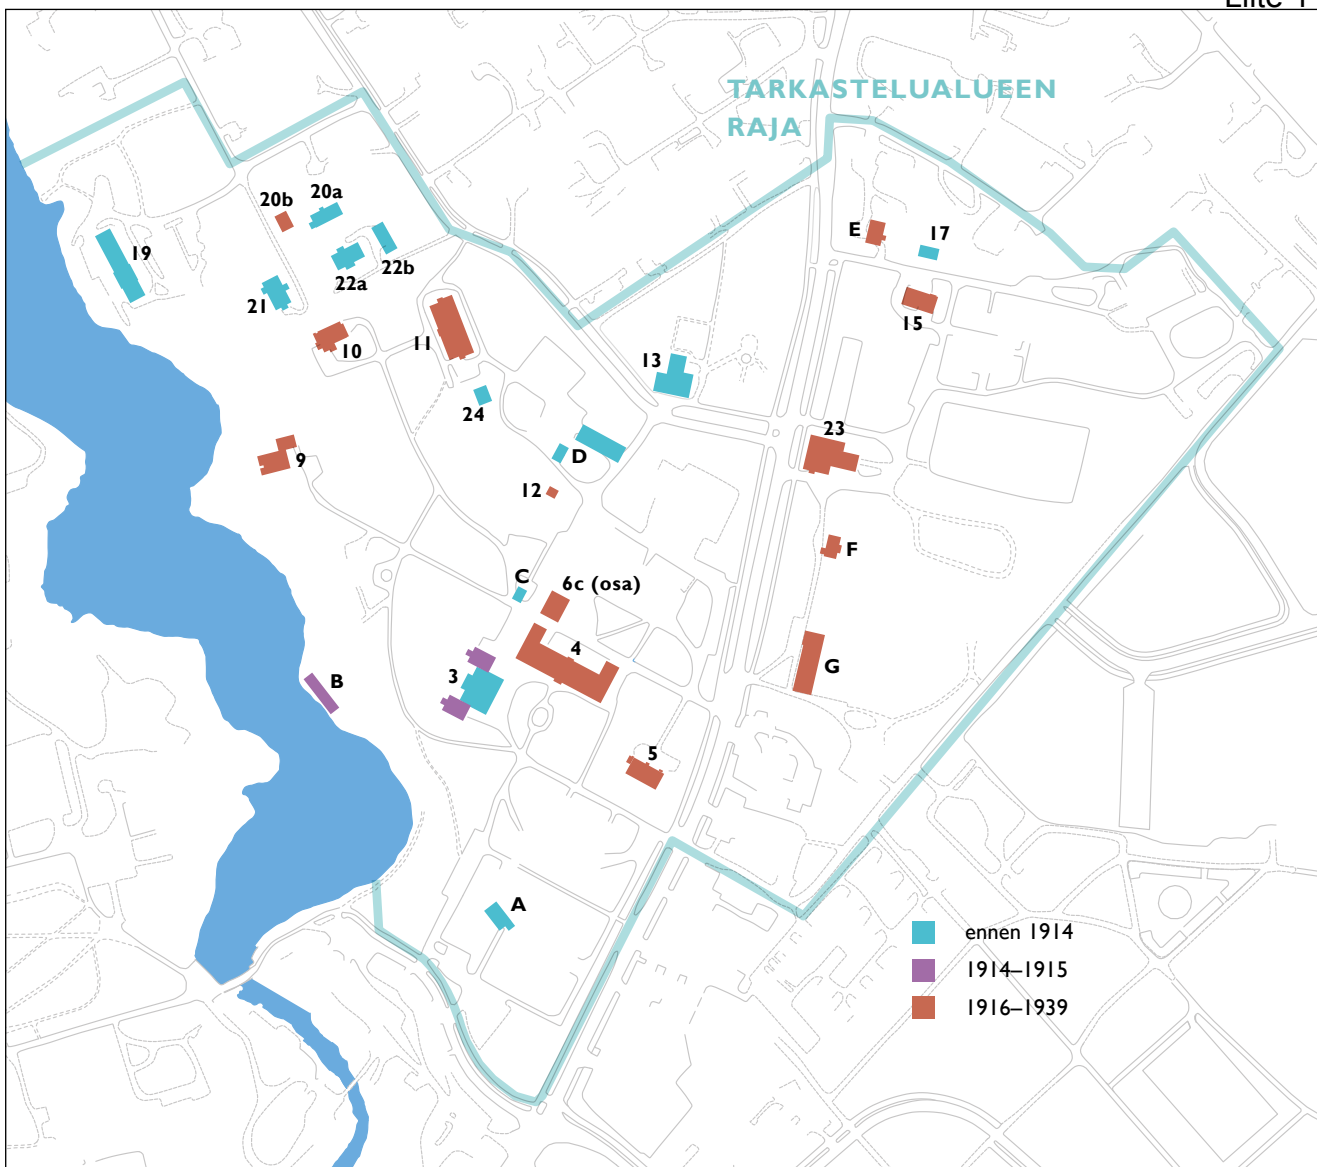 TARKASTELUALUEEN
RAJA
20b
20a
19
22a
22b
21
E
17
15
10
11
13
24
23
9
D
12
F
C
6c (osa)
4
3
B
G
5
A
ennen 1914
1914–1915
1916–1939